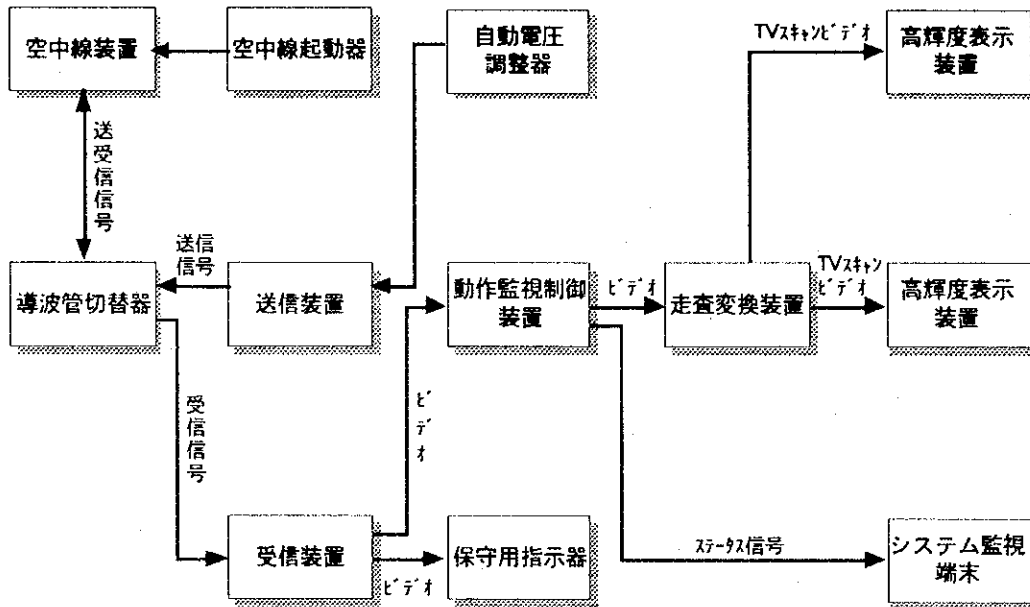 空中線装置
空中線起動器
自動電圧
調整器
TVスキャンビデオ
高輝度表示
装置
送受信信号
送信
信号
導波管切替器
送信装置
動作監視制御
装置
ビデオ
走査変換装置
TVスキャン
ビデオ
高輝度表示
装置
受信信号
ビデオ
受信装置
ビデオ
保守用指示器
ステータス信号
システム監視
端末